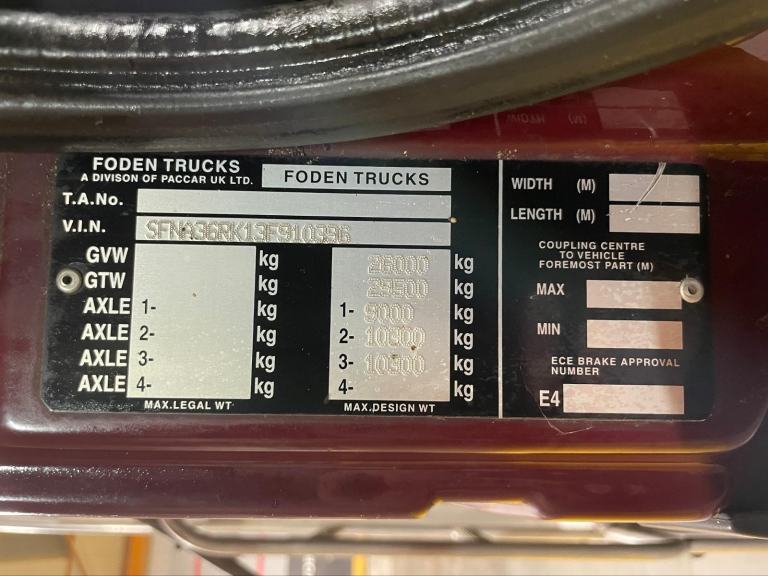 FODEN TRUCKS
A DIVISON OF PACCAR UK LTD.
FODEN TRUCKS
T.A.No.
V.I.N. SFNA36RK13F910396
GVW kg 26000 kg
GTW kg 29500 kg
AXLE 1- kg 1- 9000 kg
AXLE 2- kg 2- 10900 kg
AXLE 3- kg 3- 10900 kg
AXLE 4- kg 4- kg
MAX.LEGAL WT MAX.DESIGN WT
WIDTH (M)
LENGTH (M)
COUPLING CENTRE
TO VEHICLE
FOREMOST PART (M)
MAX
MIN
ECE BRAKE APPROVAL
NUMBER
E4